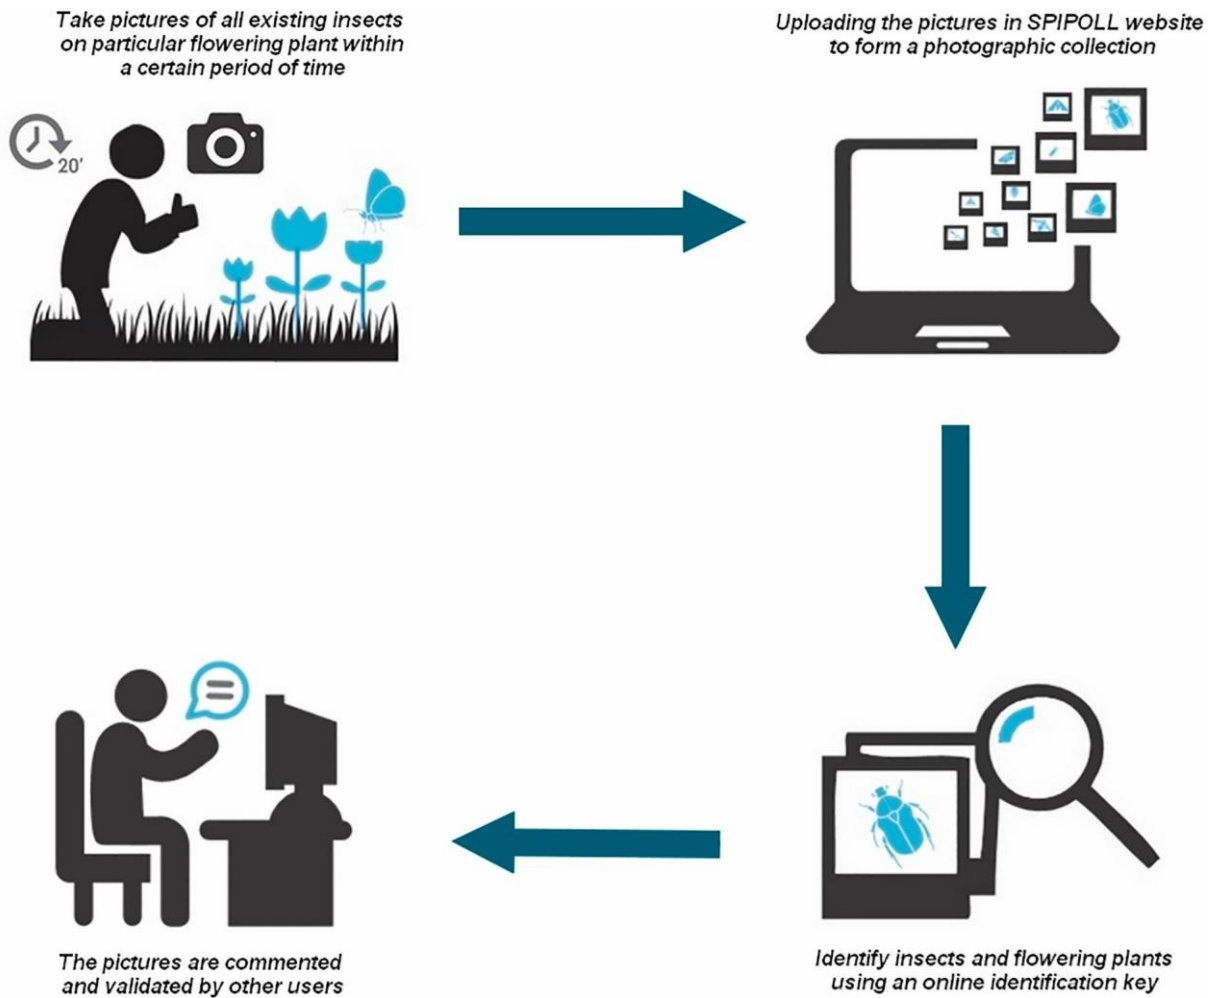 Take pictures of all existing insects
on particular flowering plant within
a certain period of time
Uploading the pictures in SPIPOLL website
to form a photographic collection
20'
Identify insects and flowering plants
using an online identification key
The pictures are commented
and validated by other users